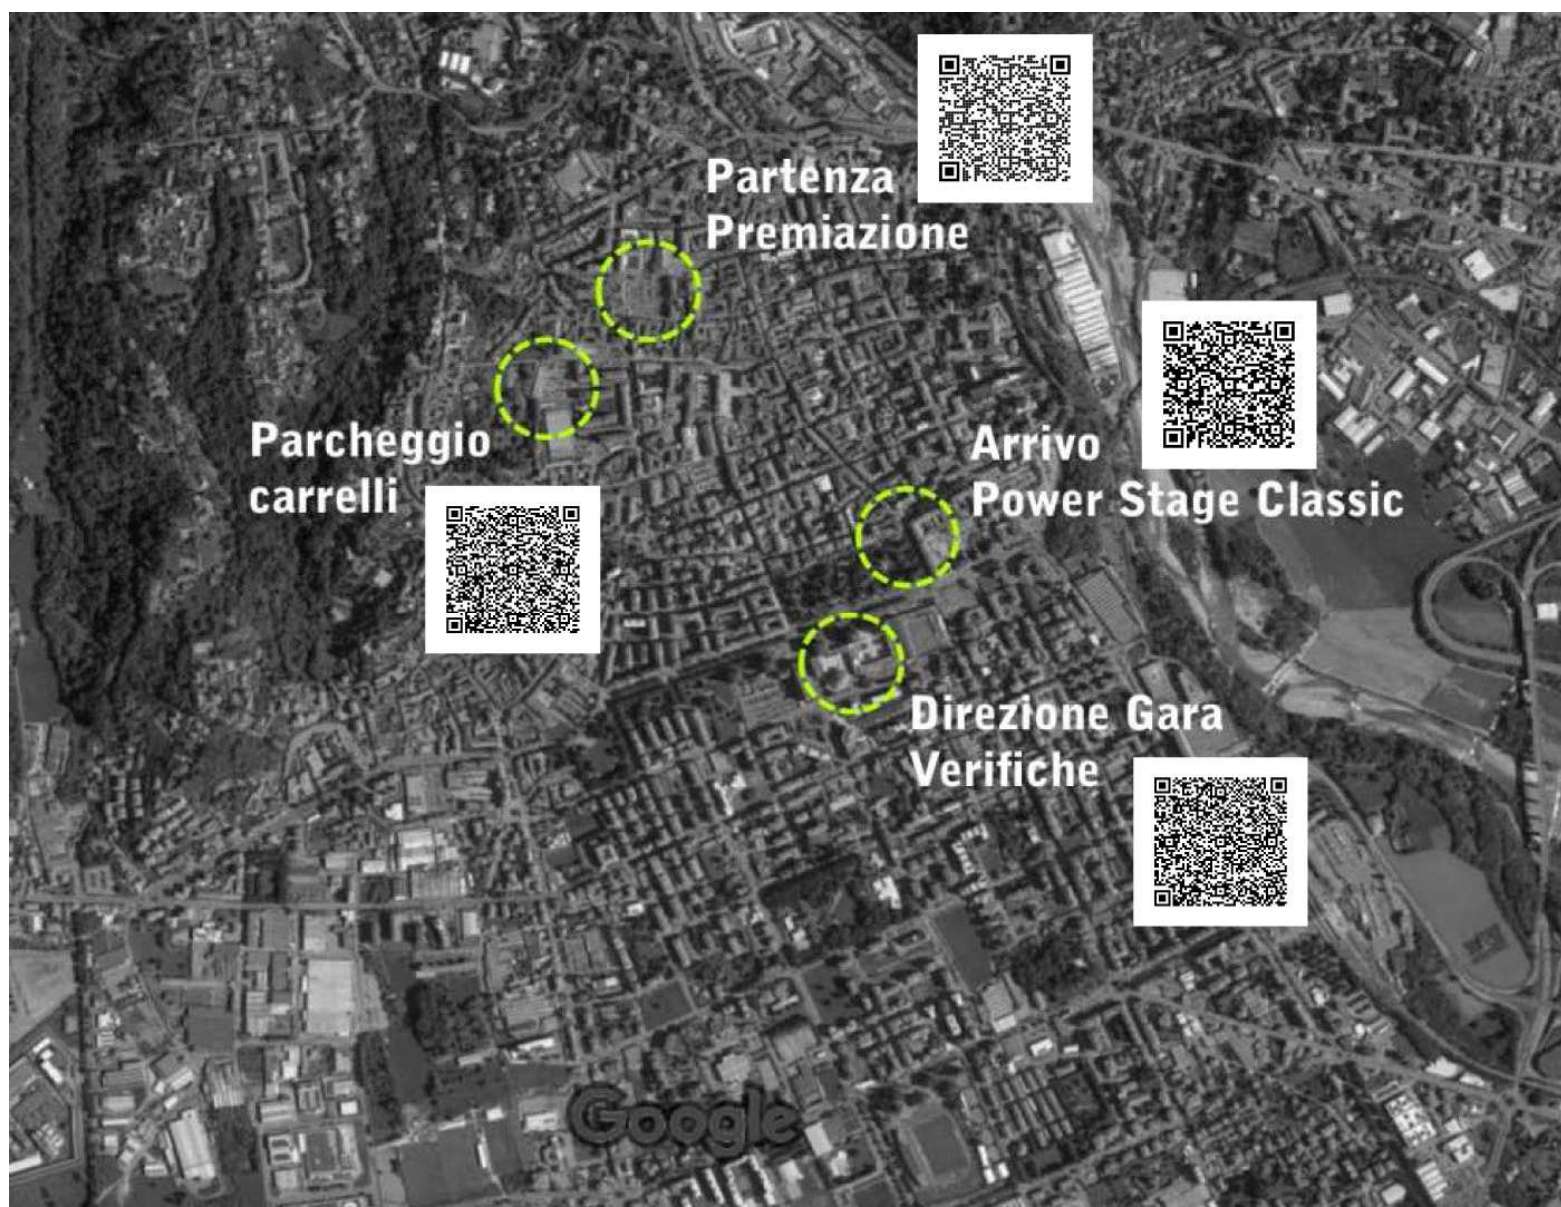 Partenza
Premiazione
Parcheggio
carrelli
Arrivo
Power Stage Classic
Direzione Gara
Verifiche
Google